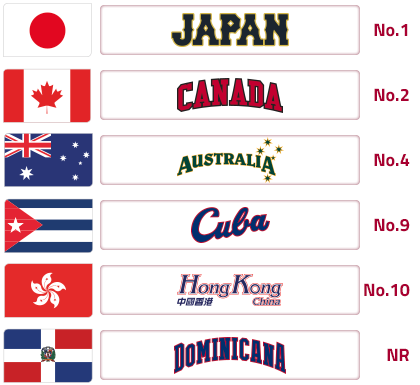 JAPAN No.1
CANADA No.2
AUSTRALIA No.4
Cuba No.9
Hong Kong No.10
中國香港 China
DOMINICANA NR